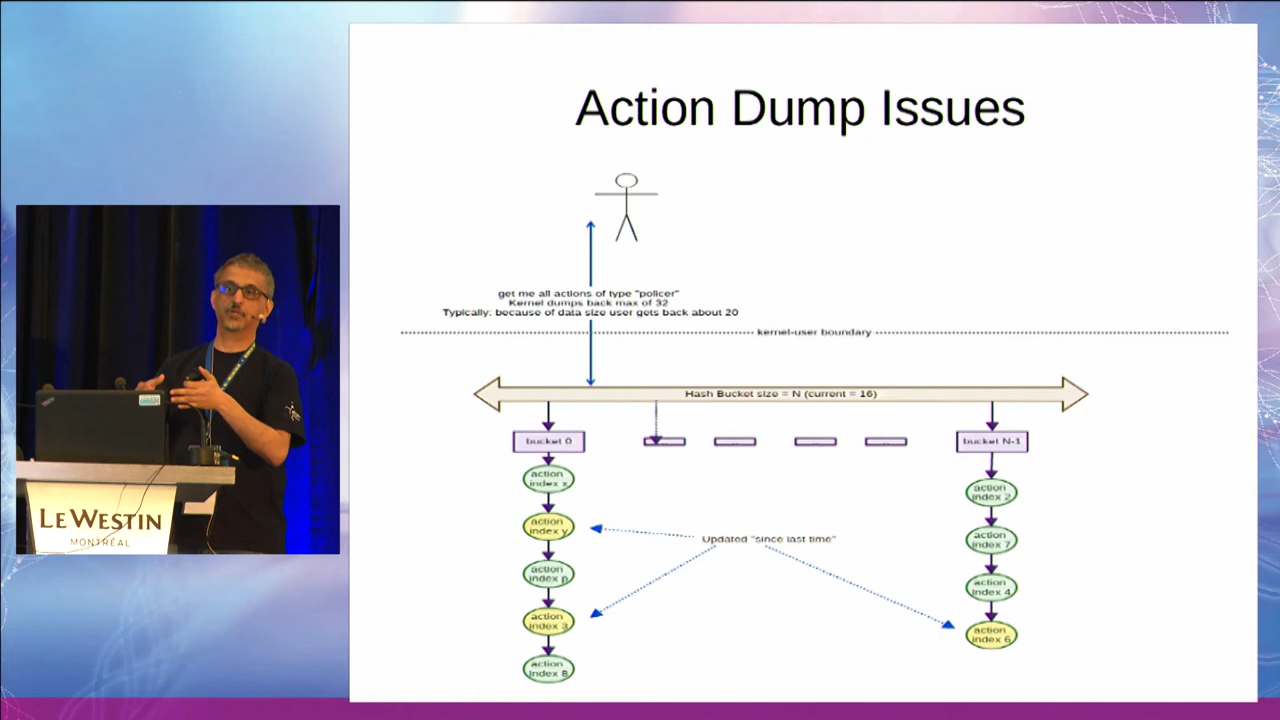 Action Dump Issues
get me all actions of type "policer"
Kernel dumps back max of 32
Typically: because of data size user gets back about 20
kernel-user boundary
Hash Bucket size = N (current = 16)
bucket 0
bucket N-1
action
index x
action
index y
action
index p
action
index 3
action
index 8
Updated "since last time"
action
index 2
action
index 7
action
index 4
action
index 6
LE WESTIN
MONTRÉAL